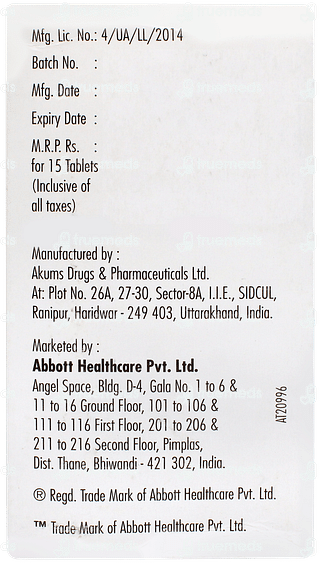 Mfg. Lic. No.: 4/UA/LL/2014
Batch No. :
Mfg. Date :
Expiry Date :
M.R.P. Rs. :
for 15 Tablets
(Inclusive of
all taxes)
Manufactured by :
Akums Drugs & Pharmaceuticals Ltd.
At: Plot No. 26A, 27-30, Sector-8A, I.I.E., SIDCUL,
Ranipur, Haridwar - 249 403, Uttarakhand, India.
Marketed by :
Abbott Healthcare Pvt. Ltd.
Angel Space, Bldg. D-4, Gala No. 1 to 6 &
11 to 16 Ground Floor, 101 to 106 &
111 to 116 First Floor, 201 to 206 &
211 to 216 Second Floor, Pimplas,
Dist. Thane, Bhiwandi - 421 302, India.
AT20996
® Regd. Trade Mark of Abbott Healthcare Pvt. Ltd.
™ Trade Mark of Abbott Healthcare Pvt. Ltd.